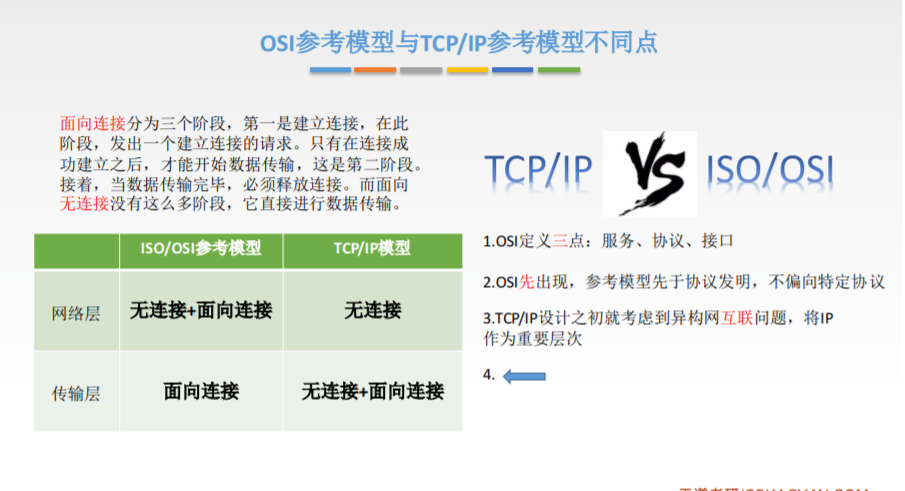 OSI参考模型与TCP/IP参考模型不同点
面向连接分为三个阶段，第一是建立连接，在此
阶段，发出一个建立连接的请求。只有在连接成
功建立之后，才能开始数据传输，这是第二阶段。
接着，当数据传输完毕，必须释放连接。而面向
无连接没有这么多阶段，它直接进行数据传输。
ISO/OSI参考模型 TCP/IP模型
网络层 无连接+面向连接 无连接
传输层 面向连接 无连接+面向连接
TCP/IP VS ISO/OSI
1.OSI定义三点：服务、协议、接口
2.OSI先出现，参考模型先于协议发明，不偏向特定协议
3.TCP/IP设计之初就考虑到异构网互联问题，将IP
作为重要层次
4.